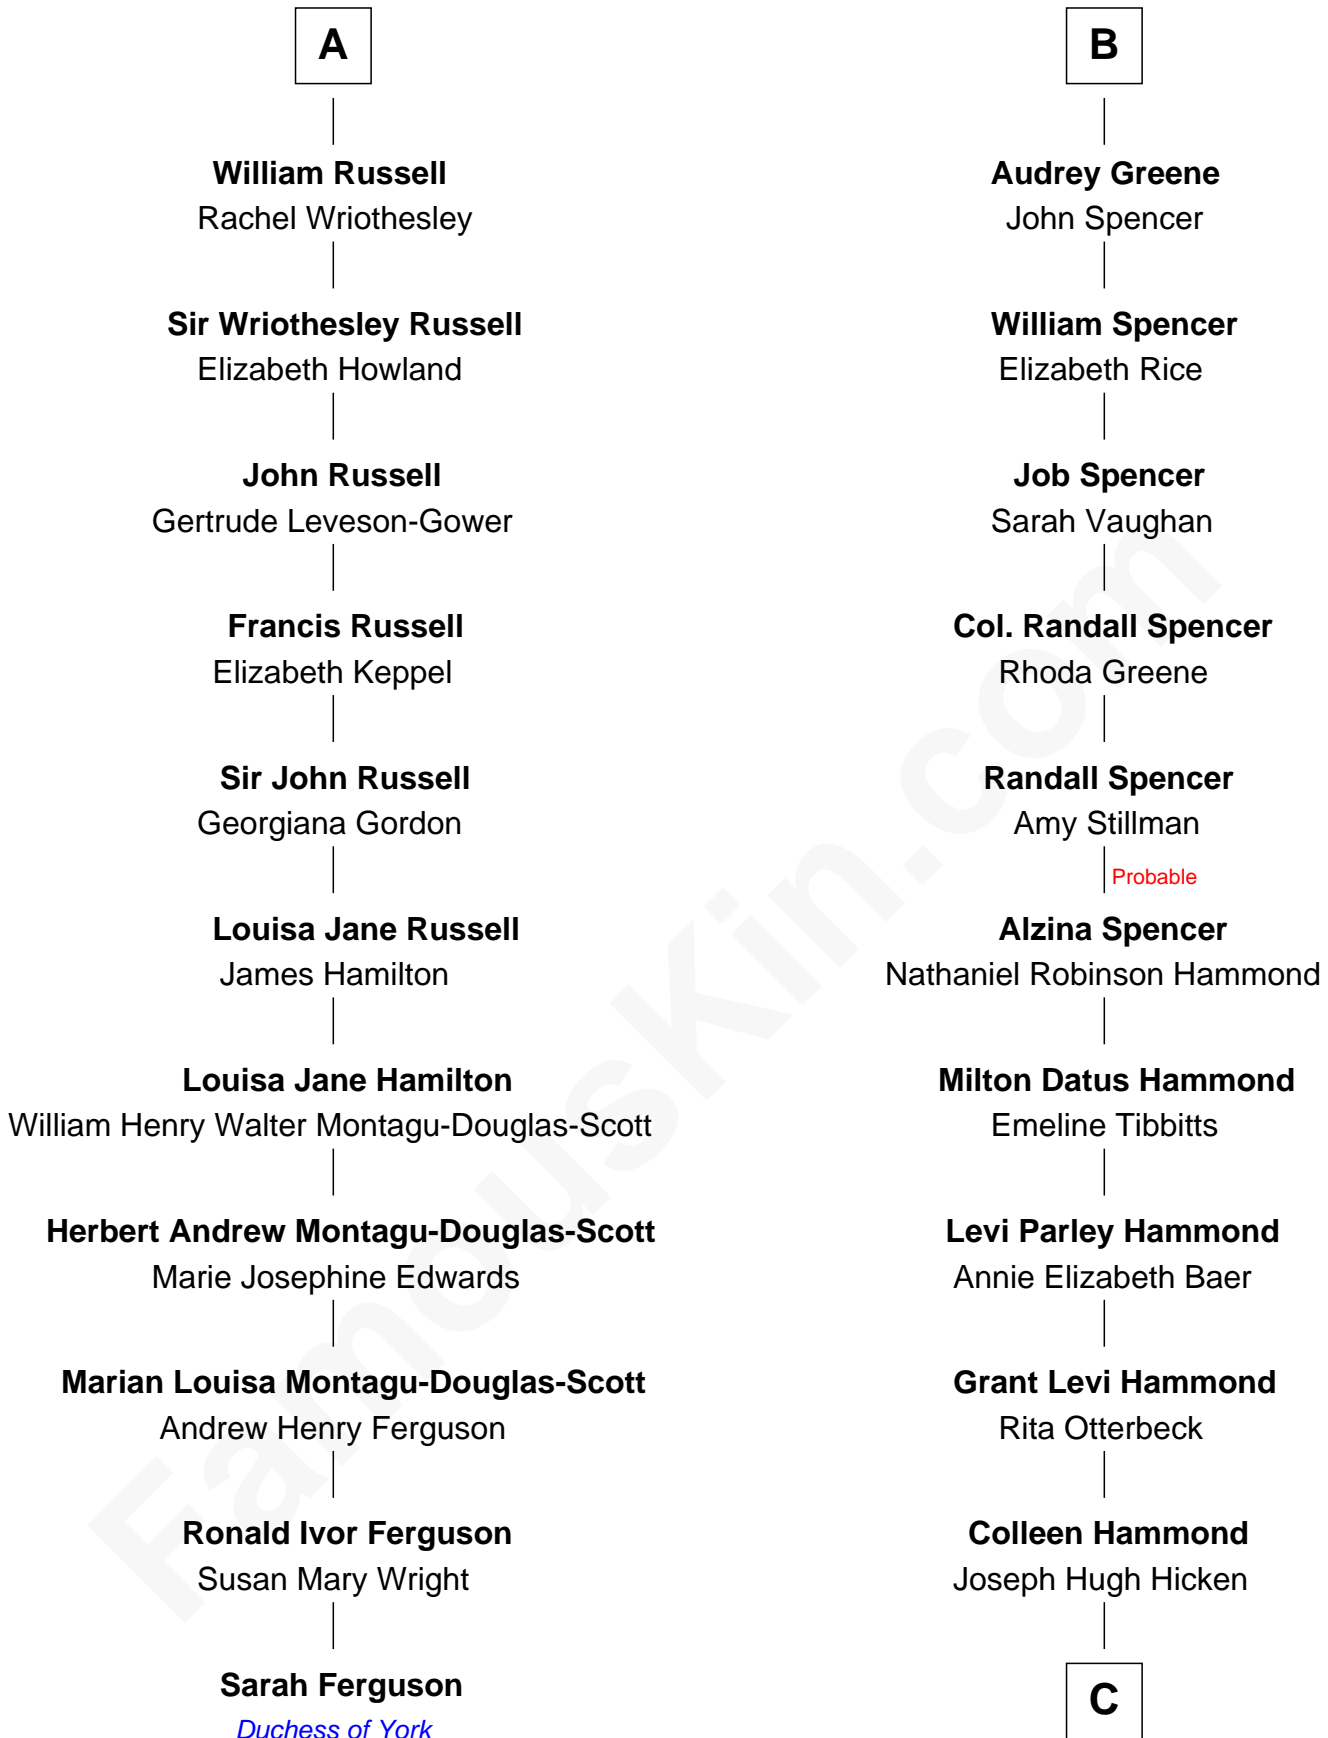 A
William Russell
Rachel Wriothesley
Sir Wriothesley Russell
Elizabeth Howland
John Russell
Gertrude Leveson-Gower
Francis Russell
Elizabeth Keppel
Sir John Russell
Georgiana Gordon
Louisa Jane Russell
James Hamilton
Louisa Jane Hamilton
William Henry Walter Montagu-Douglas-Scott
Herbert Andrew Montagu-Douglas-Scott
Marie Josephine Edwards
Marian Louisa Montagu-Douglas-Scott
Andrew Henry Ferguson
Ronald Ivor Ferguson
Susan Mary Wright
Sarah Ferguson
Duchess of York
B
Audrey Greene
John Spencer
William Spencer
Elizabeth Rice
Job Spencer
Sarah Vaughan
Col. Randall Spencer
Rhoda Greene
Randall Spencer
Amy Stillman
Probable
Alzina Spencer
Nathaniel Robinson Hammond
Milton Datus Hammond
Emeline Tibbitts
Levi Parley Hammond
Annie Elizabeth Baer
Grant Levi Hammond
Rita Otterbeck
Colleen Hammond
Joseph Hugh Hicken
C
FamousKin.com